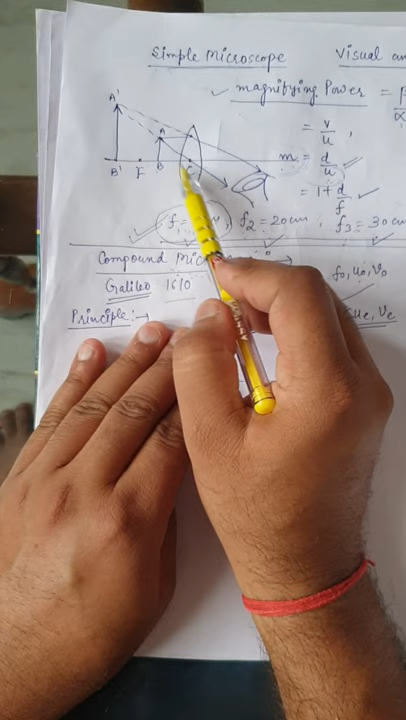 Simple Microscope
Visual an
magnifying Power = β/α
= v/u ,
m = d/u
= 1+ d/f
A'
A
B'
F
B
f₂ = 20cm , f₃ = 30cm
Compound
Galileo 1610
f₀, u₀, v₀
Principle:→
ue, ve